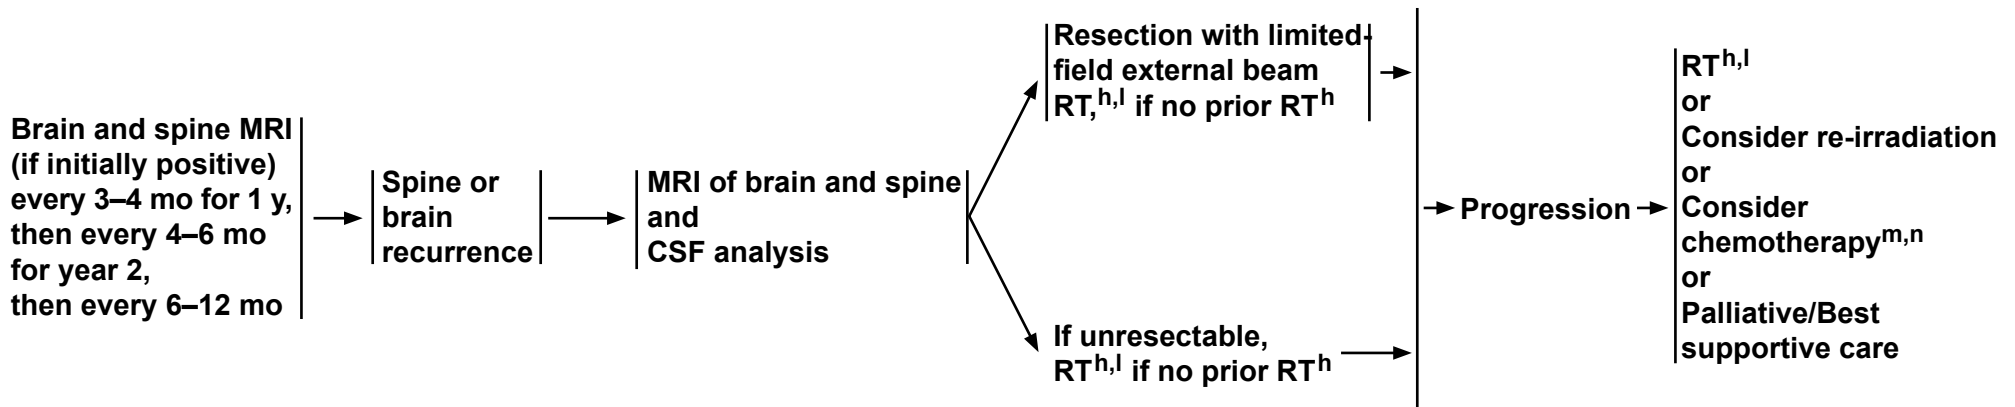 Brain and spine MRI
(if initially positive)
every 3–4 mo for 1 y,
then every 4–6 mo
for year 2,
then every 6–12 mo
Spine or
brain
recurrence
MRI of brain and spine
and
CSF analysis
Resection with limited-
field external beam
RT,h,l if no prior RTh
If unresectable,
RTh,l if no prior RTh
Progression
RTh,l
or
Consider re-irradiation
or
Consider
chemotherapym,n
or
Palliative/Best
supportive care